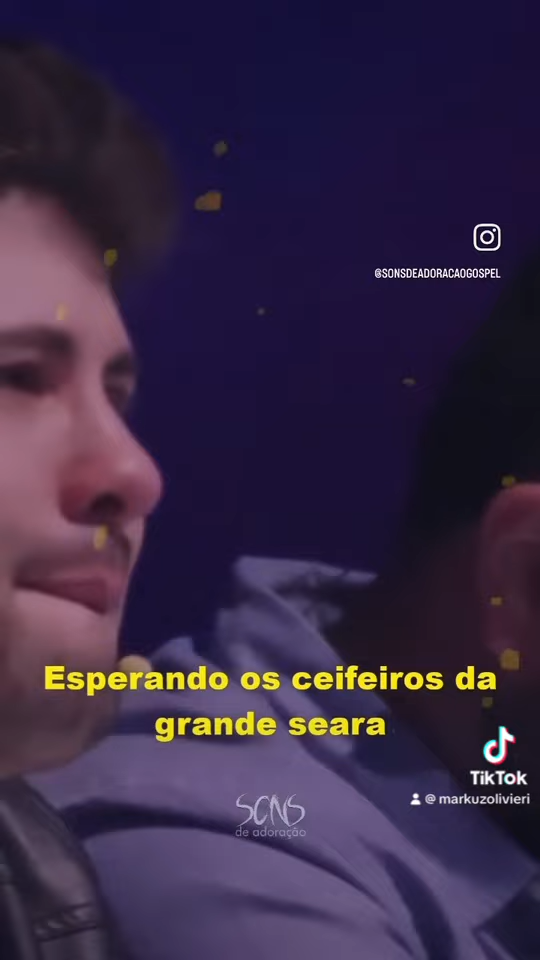 @SONSDEADORACAOGOSPEL
Esperando os ceifeiros da
grande seara
TikTok
@ markuzolivieri
SONS
de adoração